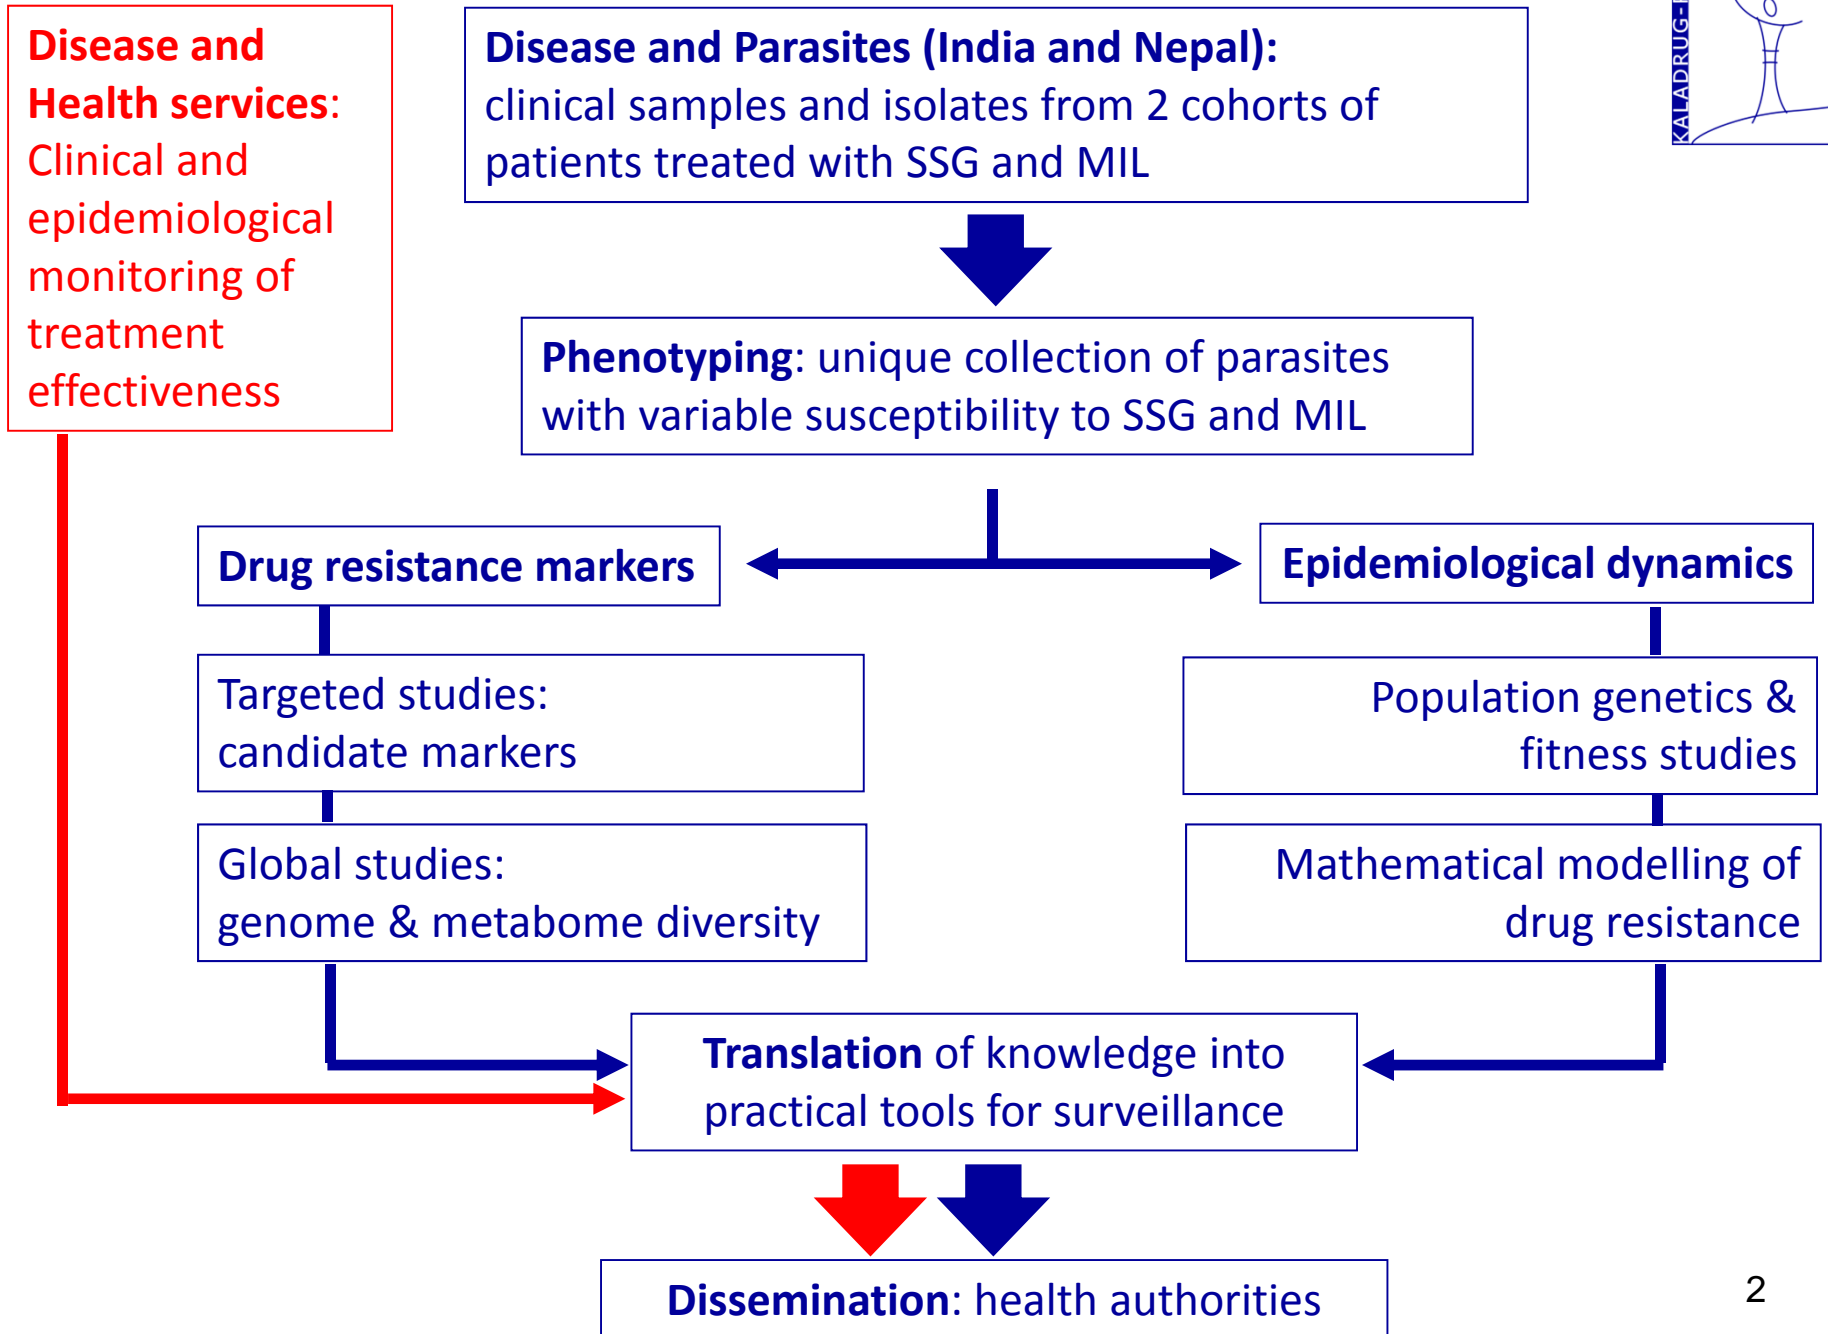 Disease and
Health services:
Clinical and
epidemiological
monitoring of
treatment
effectiveness
Disease and Parasites (India and Nepal):
clinical samples and isolates from 2 cohorts of
patients treated with SSG and MIL
KALADRUG-
Phenotyping: unique collection of parasites
with variable susceptibility to SSG and MIL
Drug resistance markers
Epidemiological dynamics
Targeted studies:
candidate markers
Population genetics &
fitness studies
Global studies:
genome & metabome diversity
Mathematical modelling of
drug resistance
Translation of knowledge into
practical tools for surveillance
Dissemination: health authorities
2